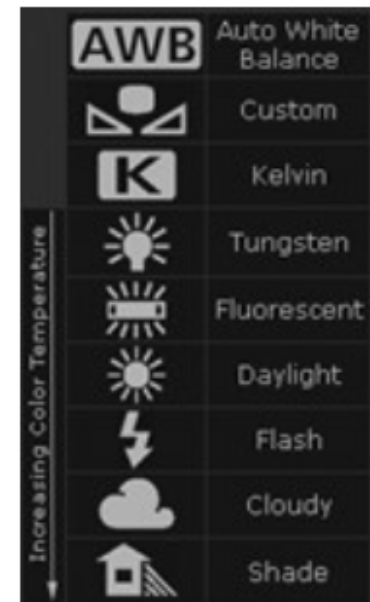 AWB Auto White
Balance
Custom
K Kelvin
Tungsten
Fluorescent
Daylight
Flash
Cloudy
Shade
Increasing Color Temperature